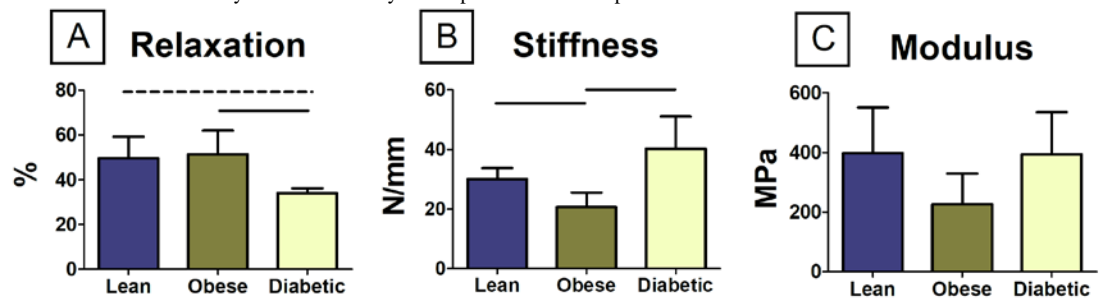 A Relaxation
80
60
40
20
0
%
Lean Obese Diabetic
B Stiffness
60
40
20
0
N/mm
Lean Obese Diabetic
C Modulus
600
400
200
0
MPa
Lean Obese Diabetic